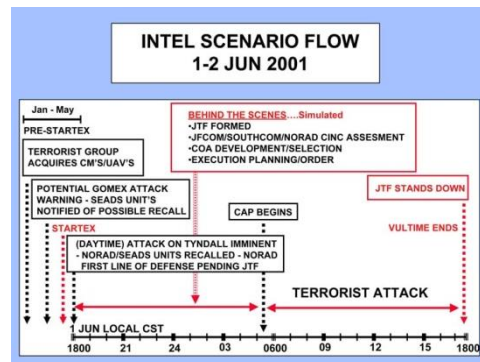 INTEL SCENARIO FLOW
1-2 JUN 2001
Jan - May
PRE-STARTEX
TERRORIST GROUP
ACQUIRES CM'S/UAV'S
POTENTIAL GOMEX ATTACK
WARNING - SEADS UNIT'S
NOTIFIED OF POSSIBLE RECALL
STARTEX
(DAYTIME) ATTACK ON TYNDALL IMMINENT
- NORAD/SEADS UNITS RECALLED - NORAD
FIRST LINE OF DEFENSE PENDING JTF
BEHIND THE SCENES....Simulated
•JTF FORMED
•JFCOM/SOUTHCOM/NORAD CINC ASSESMENT
•COA DEVELOPMENT/SELECTION
•EXECUTION PLANNING/ORDER
CAP BEGINS
JTF STANDS DOWN
VULTIME ENDS
TERRORIST ATTACK
1 JUN LOCAL CST
1800 21 24 03 0600 09 12 15 1800